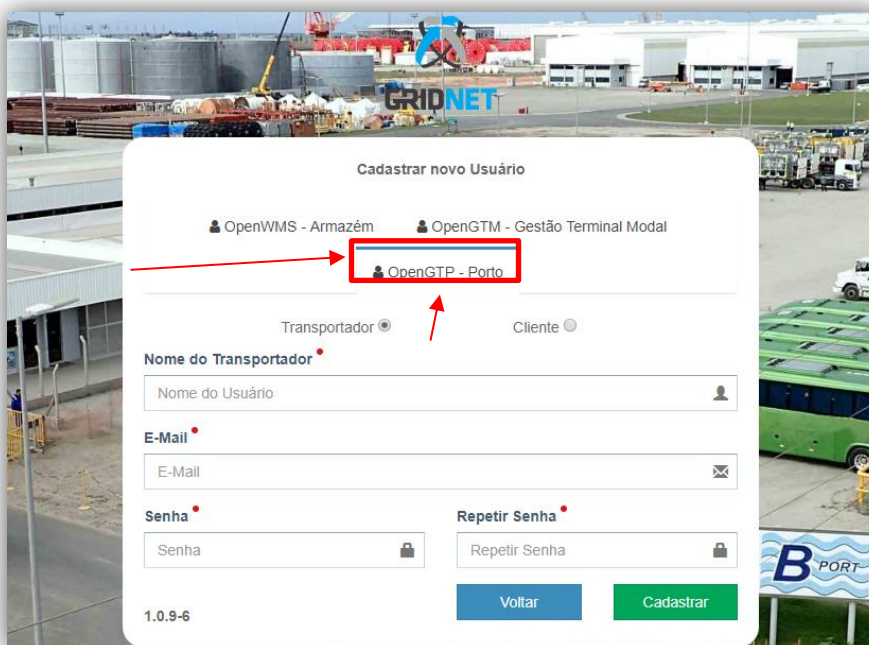 GRIDNET
Cadastrar novo Usuário
OpenWMS - Armazém
OpenGTM - Gestão Terminal Modal
OpenGTP - Porto
Transportador
Cliente
Nome do Transportador
Nome do Usuário
E-Mail
E-Mail
Senha
Repetir Senha
Senha
Repetir Senha
Voltar
Cadastrar
1.0.9-6
B PORT